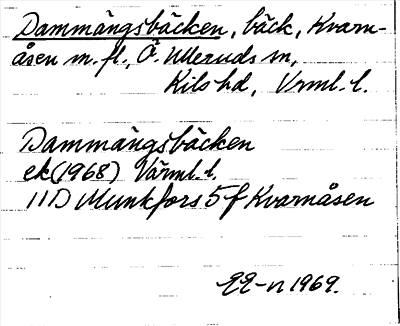 Dammängsbäcken, bäck, Kvarn-
åsen m.fl., Ö. Ulleruds sn,
Kils hd, Vrml. l.
Dammängsbäcken
ek (1968) Värml. l.
11D Munkfors 5f Kvarnåsen
EE-n 1969.